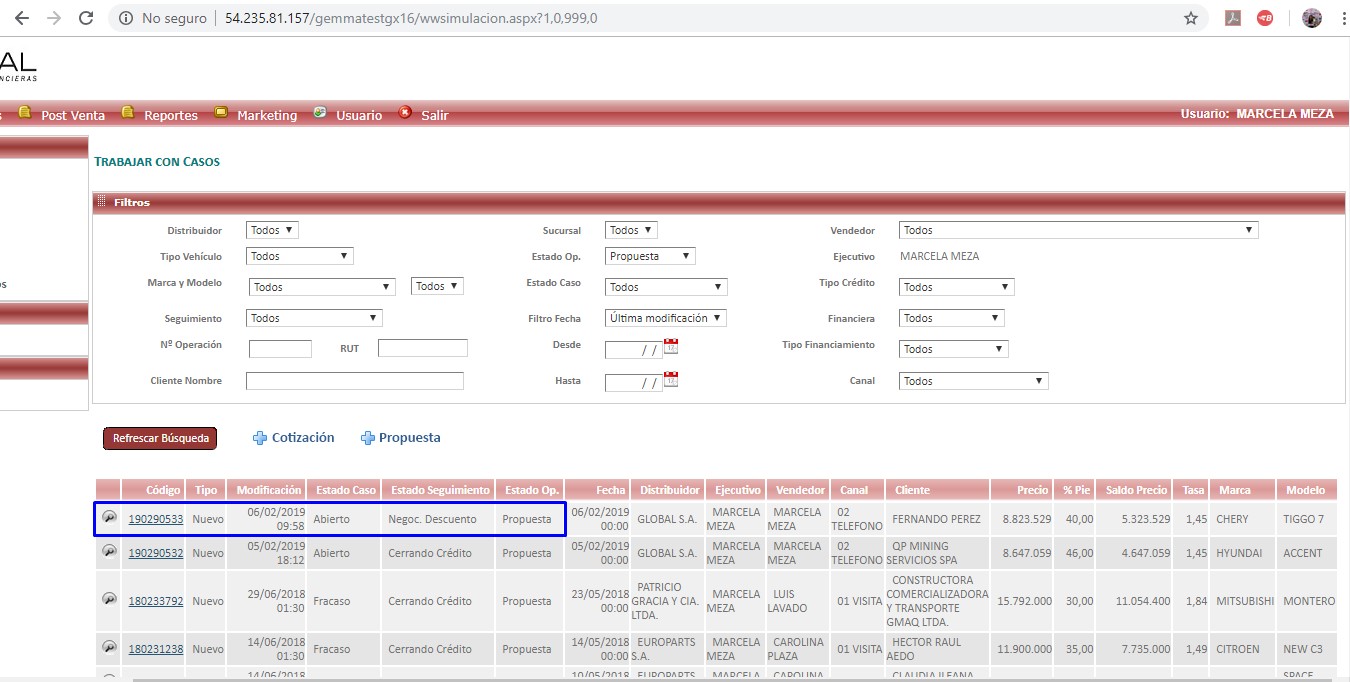 No seguro
54.235.81.157/gemmatestgx16/wwsimulacion.aspx?1,0,999,0
AL
NCIERAS
s Post Venta Reportes Marketing Usuario Salir Usuario: MARCELA MEZA
TRABAJAR CON CASOS
Filtros
Distribuidor Todos Sucursal Todos Vendedor Todos
Tipo Vehículo Todos Estado Op. Propuesta Ejecutivo MARCELA MEZA
Marca y Modelo Todos Todos Estado Caso Todos Tipo Crédito Todos
os
Seguimiento Todos Filtro Fecha Última modificación Financiera Todos
Nº Operación RUT Desde / / Tipo Financiamiento Todos
Cliente Nombre Hasta / / Canal Todos
Refrescar Búsqueda Cotización Propuesta
Código Tipo Modificación Estado Caso Estado Seguimiento Estado Op. Fecha Distribuidor Ejecutivo Vendedor Canal Cliente Precio % Pie Saldo Precio Tasa Marca Modelo
190290533 Nuevo 06/02/2019 09:58 Abierto Negoc. Descuento Propuesta 06/02/2019 00:00 GLOBAL S.A. MARCELA MEZA MARCELA MEZA 02 TELEFONO FERNANDO PEREZ 8.823.529 40,00 5.323.529 1,45 CHERY TIGGO 7
190290532 Nuevo 05/02/2019 18:12 Abierto Cerrando Crédito Propuesta 05/02/2019 00:00 GLOBAL S.A. MARCELA MEZA MARCELA MEZA 02 TELEFONO QP MINING SERVICIOS SPA 8.647.059 46,00 4.647.059 1,45 HYUNDAI ACCENT
180233792 Nuevo 29/06/2018 01:30 Fracaso Cerrando Crédito Propuesta 23/05/2018 00:00 PATRICIO GRACIA Y CIA. LTDA. MARCELA MEZA LUIS LAVADO 01 VISITA CONSTRUCTORA COMERCIALIZADORA Y TRANSPORTE GMAQ LTDA. 15.792.000 30,00 11.054.400 1,84 MITSUBISHI MONTERO
180231238 Nuevo 14/06/2018 01:30 Fracaso Cerrando Crédito Propuesta 14/05/2018 00:00 EUROPARTS S.A. MARCELA MEZA CAROLINA PLAZA 01 VISITA HECTOR RAUL AEDO 11.900.000 35,00 7.735.000 1,49 CITROEN NEW C3
14/06/2018 10/05/2018 EUROPARTS MARCELA CAROLINA CLAUDIA ILEANA SPACE